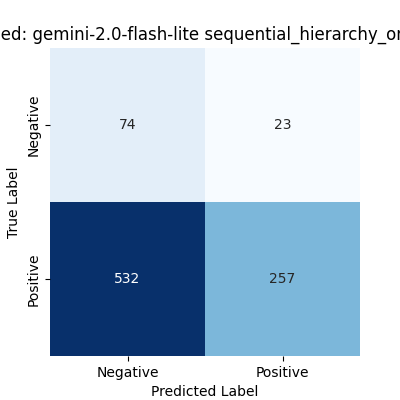 ed: gemini-2.0-flash-lite sequential_hierarchy_or
Negative
74
23
True Label
Positive
532
257
Negative
Positive
Predicted Label